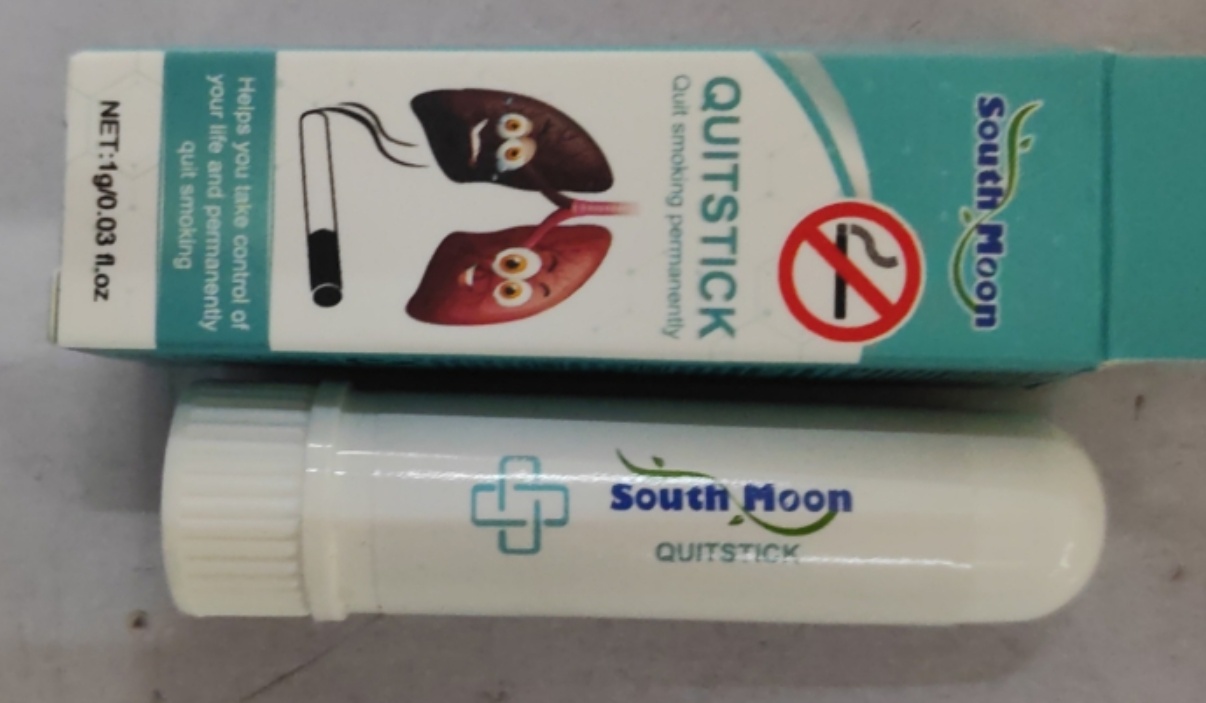 South Moon
QUITSTICK
Quit smoking permanently
Helps you take control of
your life and permanently
quit smoking
NET:1g/0.03 fl.oz
South Moon
QUITSTICK